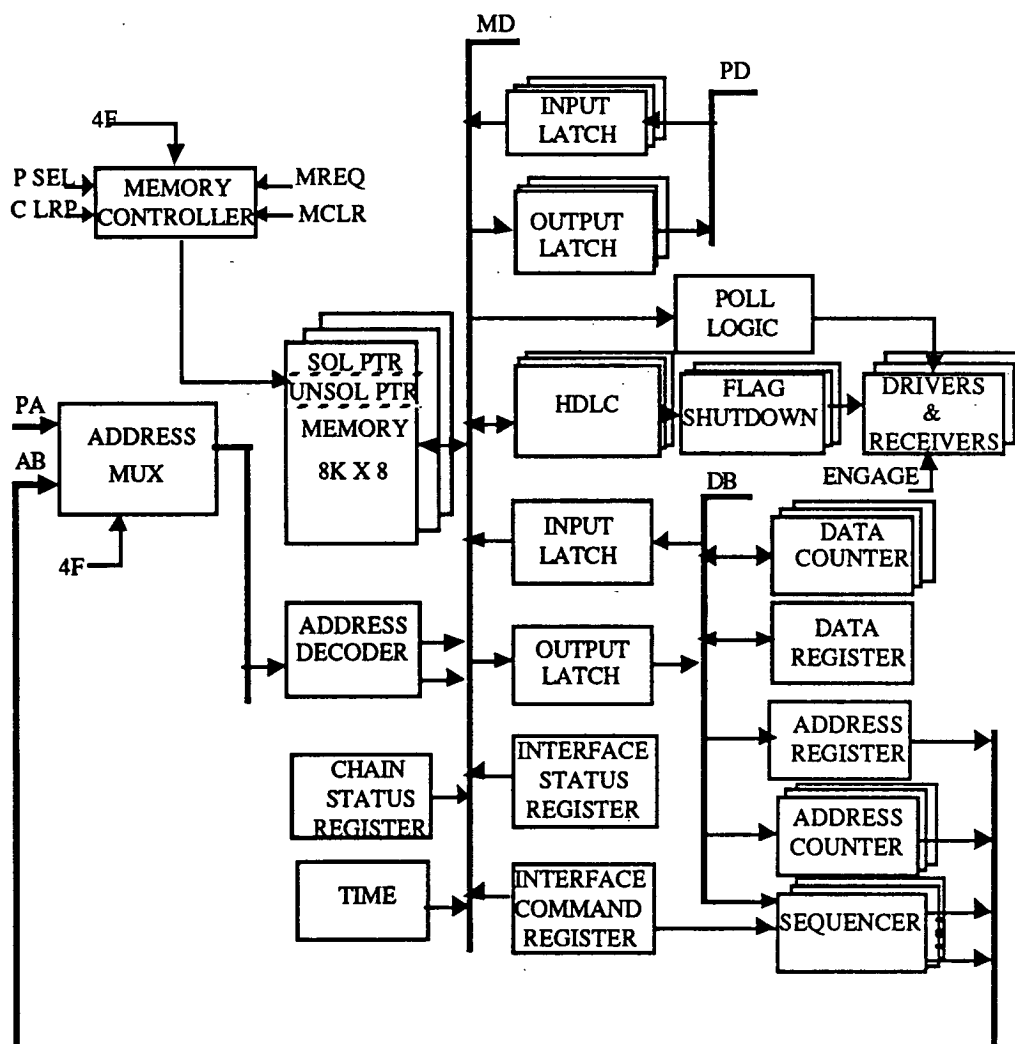 MD
PD
INPUT
LATCH
4F
P SEL
MEMORY
MREQ
C LRP
CONTROLLER
MCLR
OUTPUT
LATCH
POLL
LOGIC
SOL PTR
UNSOL PTR
MEMORY
8K X 8
HDLC
FLAG
SHUTDOWN
DRIVERS
&
RECEIVERS
ENGAGE
PA
ADDRESS
AB
MUX
4F
DB
INPUT
LATCH
DATA
COUNTER
ADDRESS
DECODER
OUTPUT
LATCH
DATA
REGISTER
CHAIN
STATUS
REGISTER
INTERFACE
STATUS
REGISTER
ADDRESS
REGISTER
ADDRESS
COUNTER
TIME
INTERFACE
COMMAND
REGISTER
SEQUENCER